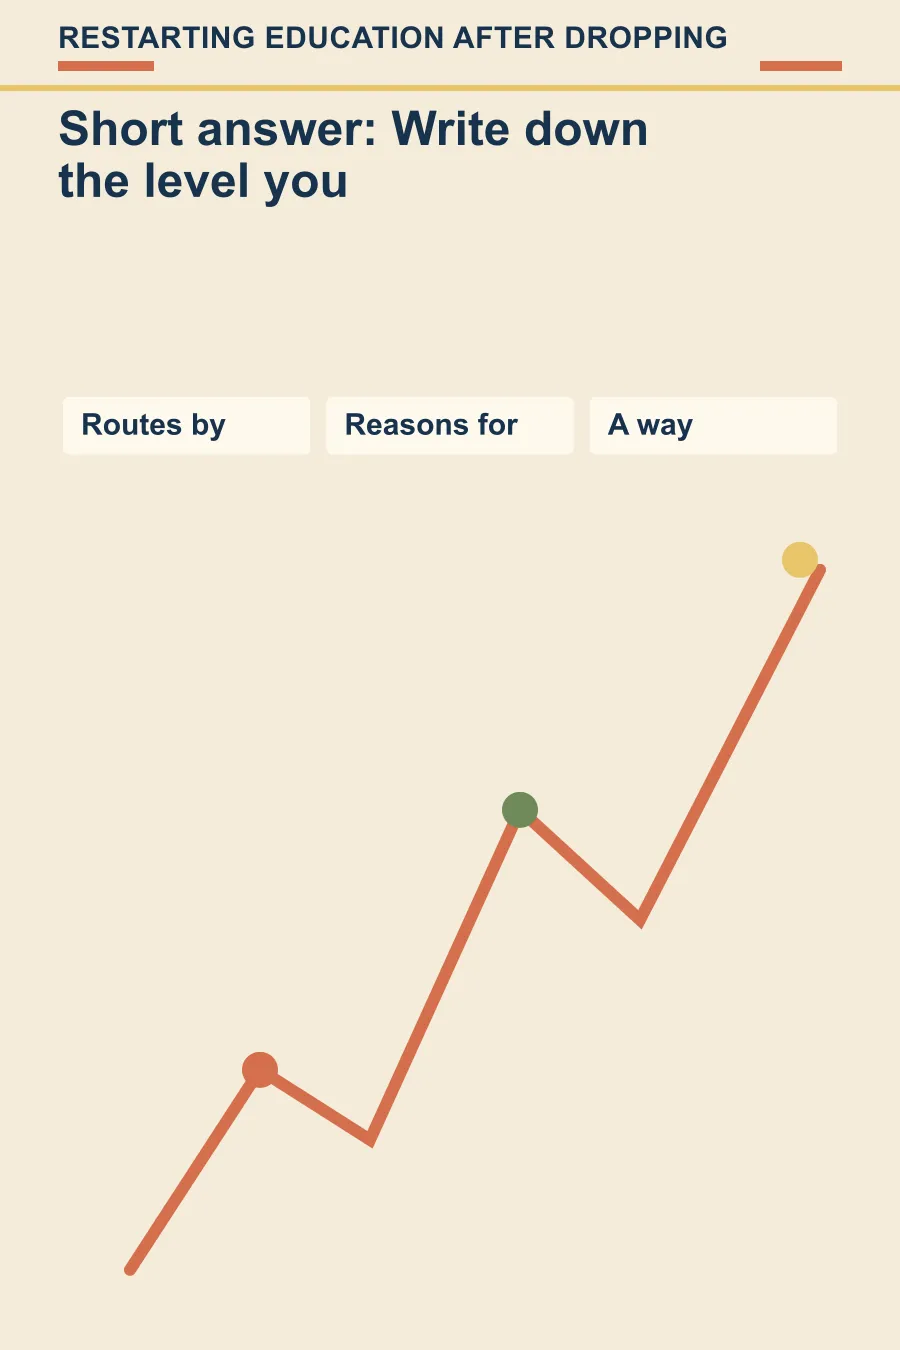 RESTARTING EDUCATION AFTER DROPPING
Short answer: Write down
the level you
Routes by
Reasons for
A way